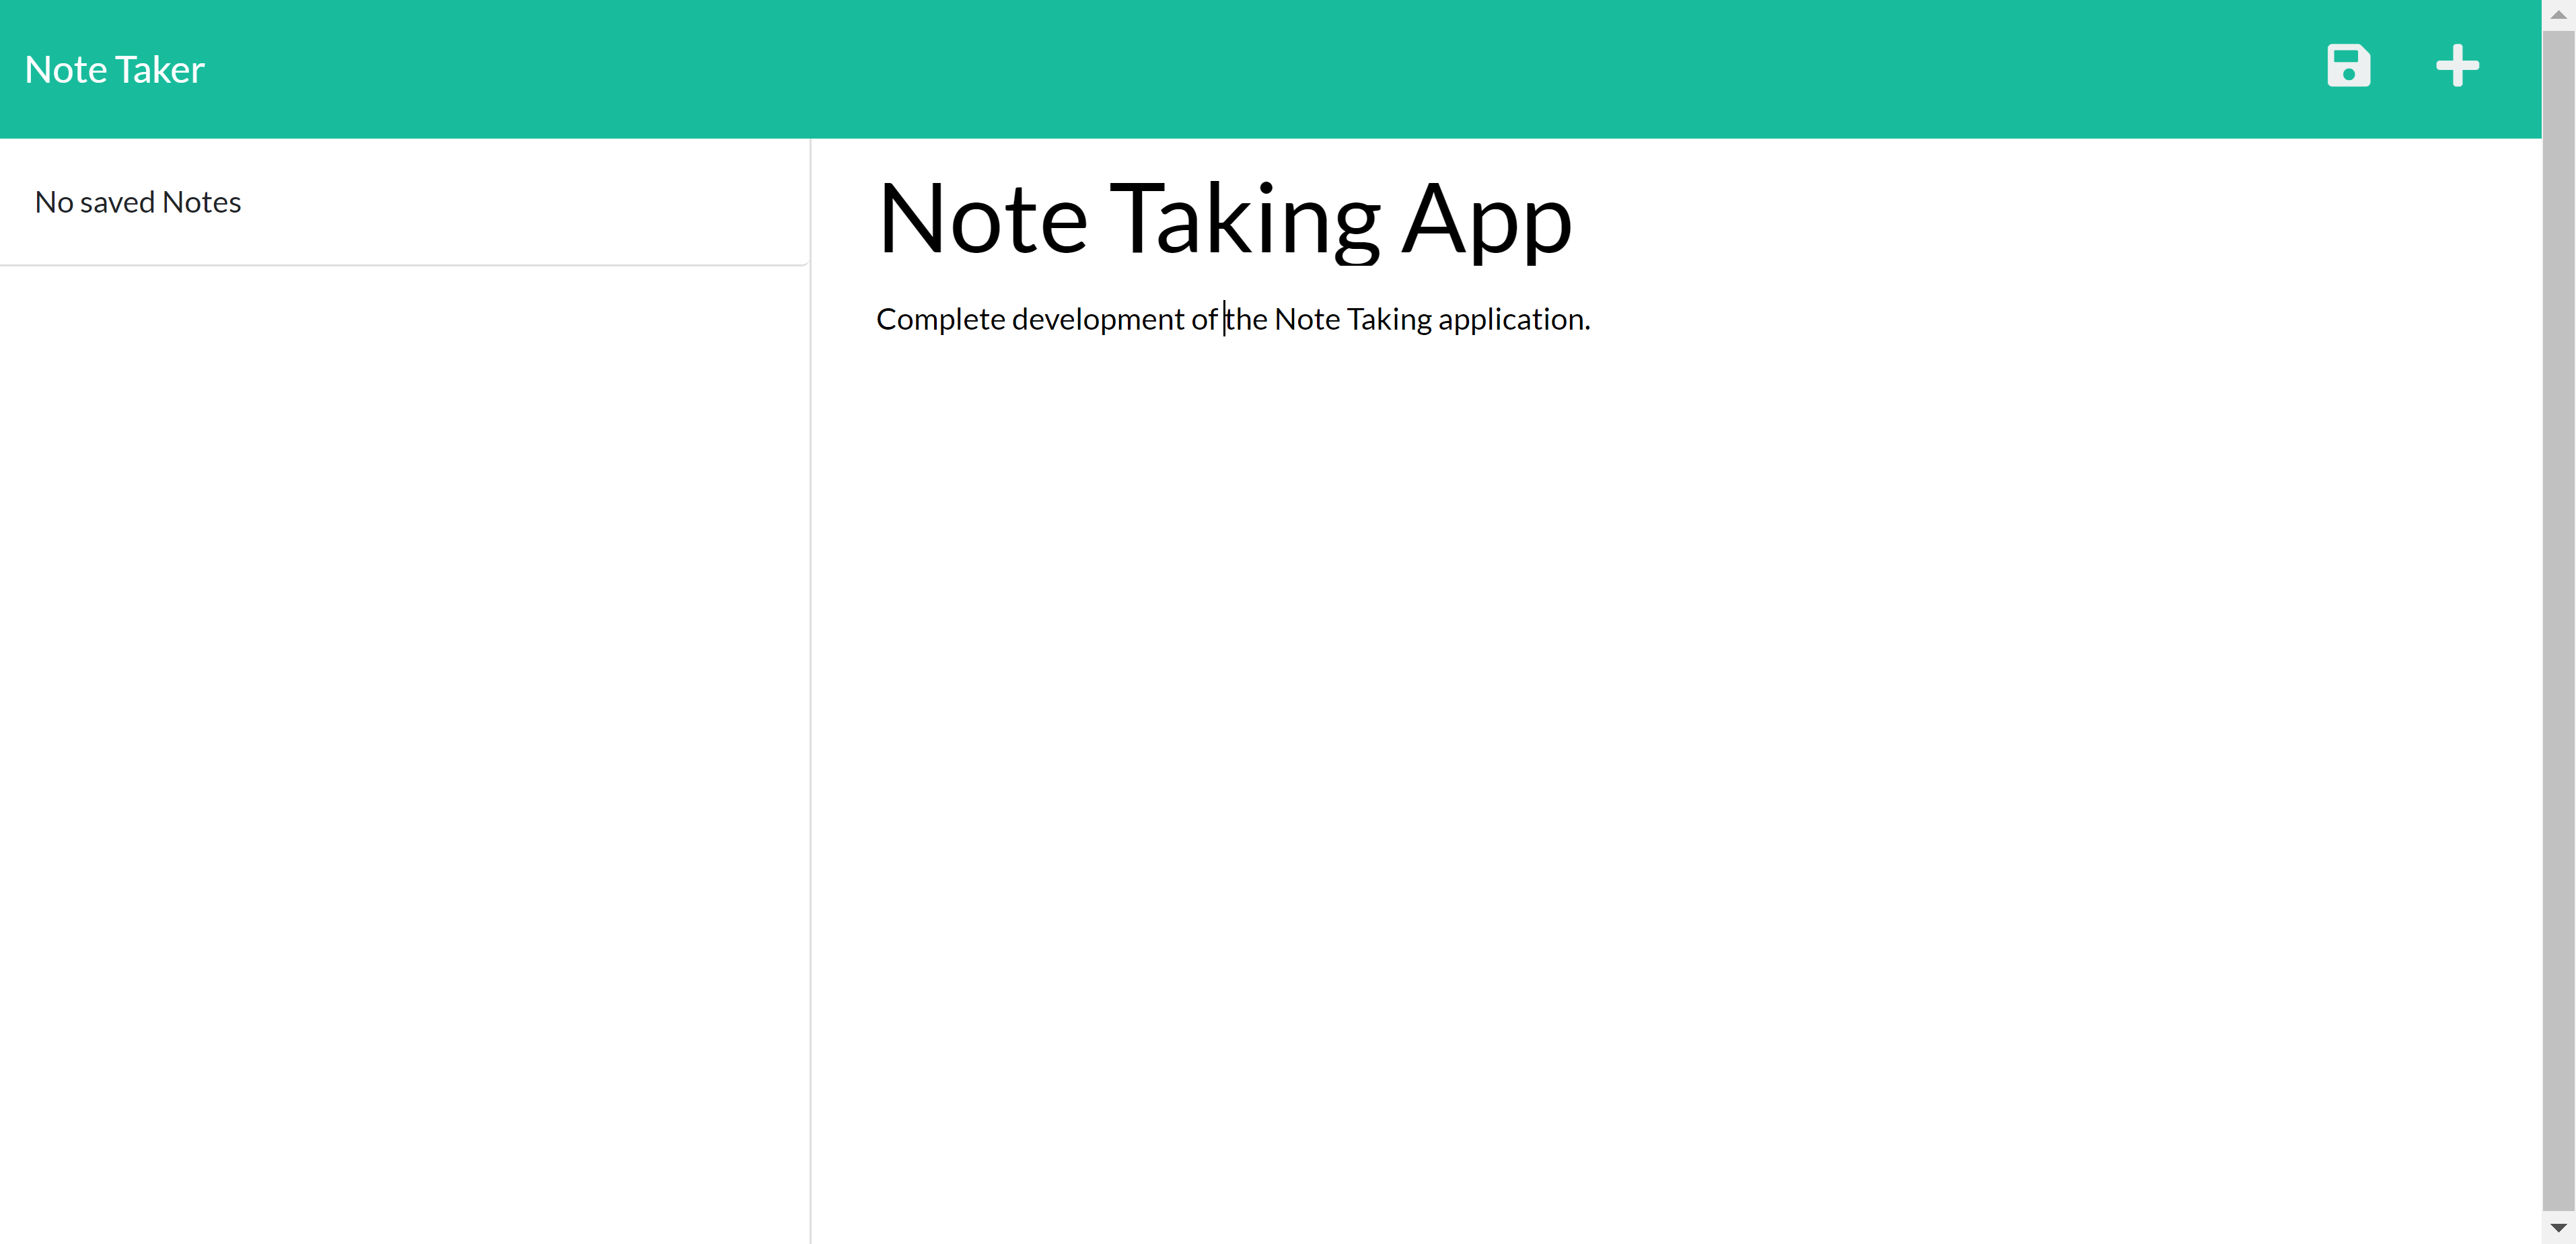 Note Taker
No saved Notes
Note Taking App
Complete development of the Note Taking application.